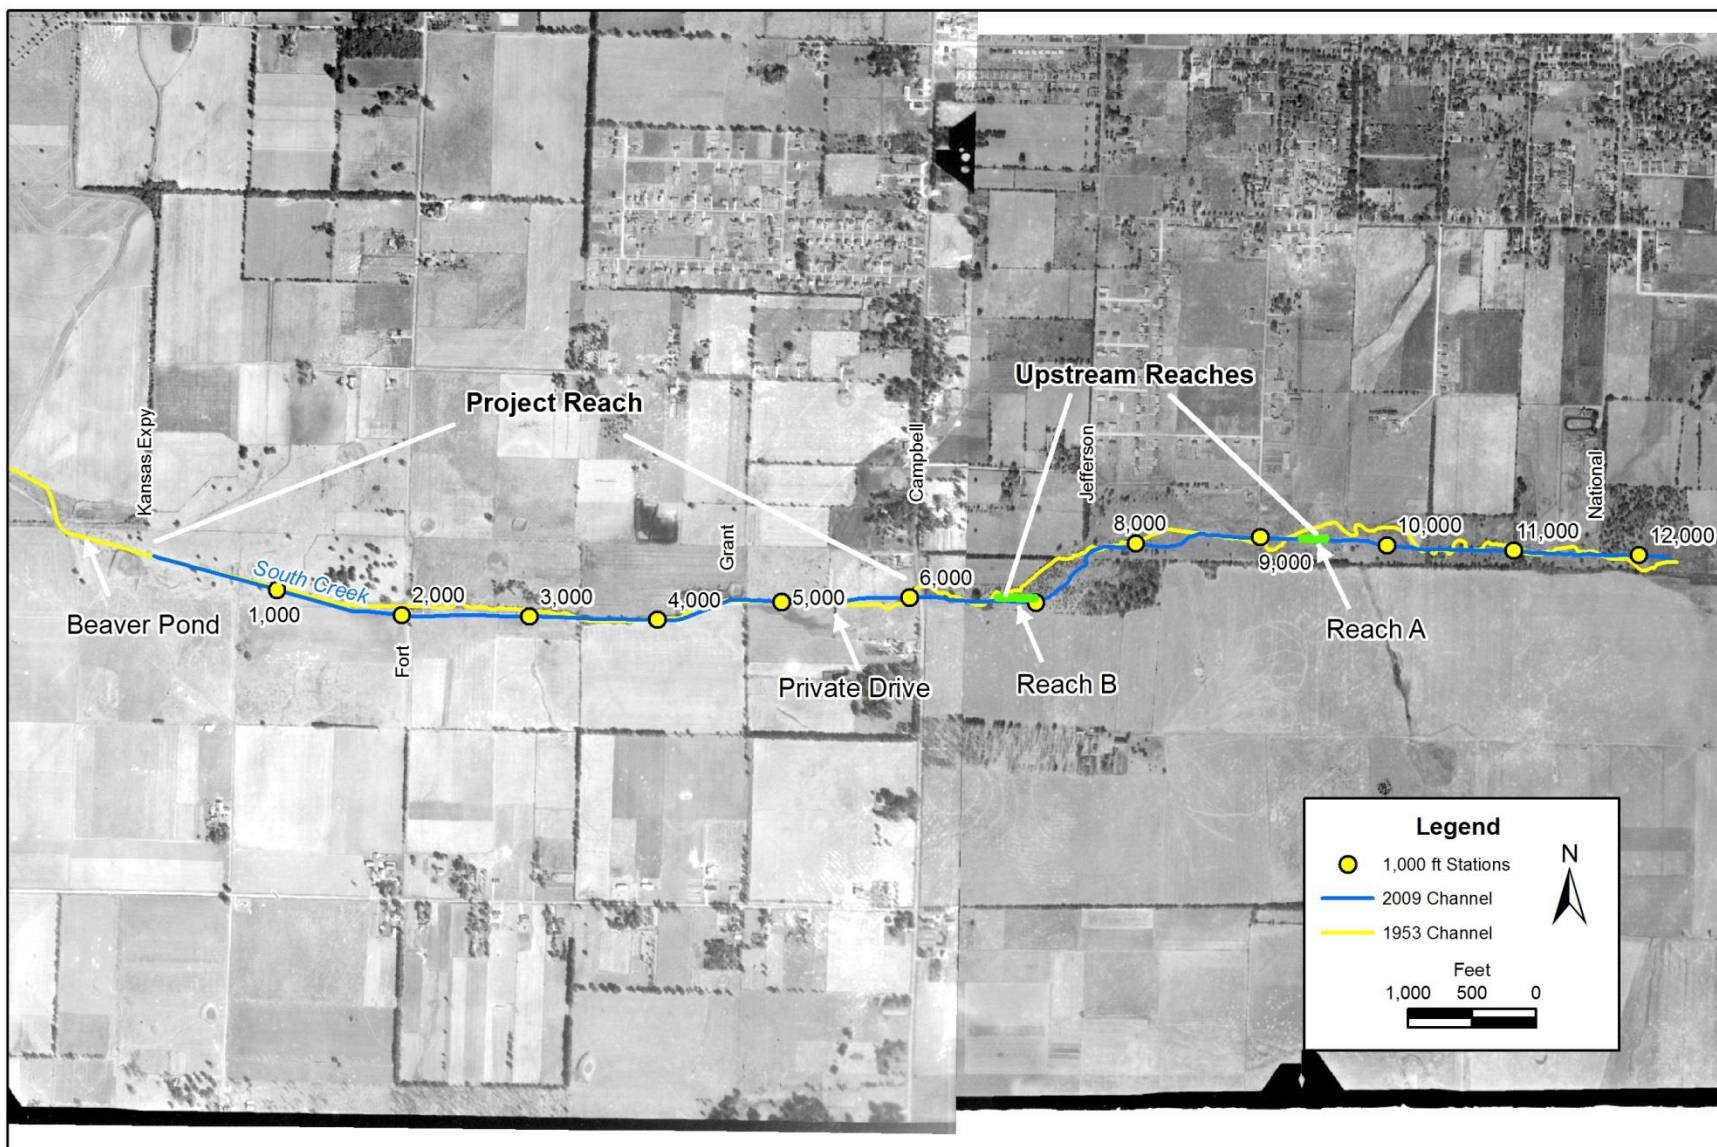 Upstream Reaches
Project Reach
Kansas Expy
Campbell
Jefferson
National
Grant
South Creek
1,000
2,000
3,000
4,000
5,000
6,000
8,000
9,000
10,000
11,000
12,000
Beaver Pond
Fort
Private Drive
Reach B
Reach A
Legend
1,000 ft Stations
2009 Channel
1953 Channel
N
Feet
1,000 500 0